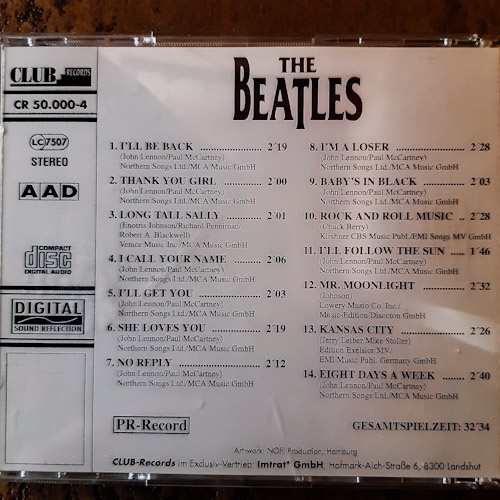 CLUB RECORDS
CR 50.000-4
LC 7507
STEREO
AAD
COMPACT
disc
DIGITAL AUDIO
DIGITAL
SOUND REFLECTION
THE
BEATLES
1. I'LL BE BACK .................. 2'19
(John Lennon/Paul McCartney)
Northern Songs Ltd./MCA Music GmbH
2. THANK YOU GIRL ........... 2'00
(John Lennon/Paul McCartney)
Northern Songs Ltd./MCA Music GmbH
3. LONG TALL SALLY ........... 2'01
(Enotris Johnson/Richard Penniman/
Robert A. Blackwell)
Venice Music Inc./MCA Music GmbH
4. I CALL YOUR NAME ......... 2'06
(John Lennon/Paul McCartney)
Northern Songs Ltd./MCA Music GmbH
5. I'LL GET YOU .................. 2'03
(John Lennon/Paul McCartney)
Northern Songs Ltd./MCA Music GmbH
6. SHE LOVES YOU ............... 2'19
(John Lennon/Paul McCartney)
Northern Songs Ltd./MCA Music GmbH
7. NO REPLY ..................... 2'12
(John Lennon/Paul McCartney)
Northern Songs Ltd./MCA Music GmbH
8. I'M A LOSER .................. 2'28
(John Lennon/Paul McCartney)
Northern Songs Ltd./MCA Music GmbH
9. BABY'S IN BLACK ............ 2'03
(John Lennon/Paul McCartney)
Northern Songs Ltd./MCA Music GmbH
10. ROCK AND ROLL MUSIC .. 2'28
(Chuck Berry)
Kirshner CBS Music Publ./EMI Songs MV GmbH
11. I'LL FOLLOW THE SUN ..... 1'46
(John Lennon/Paul McCartney)
Northern Songs Ltd./MCA Music GmbH
12. MR. MOONLIGHT ............ 2'32
(Johnson)
Lowery Music Co. Inc./
Music-Edition Discoton GmbH
13. KANSAS CITY .................. 2'26
(Jerry Leiber/Mike Stoller)
Edition Exelsior MV/
EMI Music Publ. Germany GmbH
14. EIGHT DAYS A WEEK ....... 2'40
(John Lennon/Paul McCartney)
Northern Songs Ltd./MCA Music GmbH
PR-Record
GESAMTSPIELZEIT: 32'34
Artwork: NOFI Production, Hamburg
CLUB-Records im Exclusiv-Vertrieb: Imtrat® GmbH, Hofmark-Aich-Straße 6, 8300 Landshut